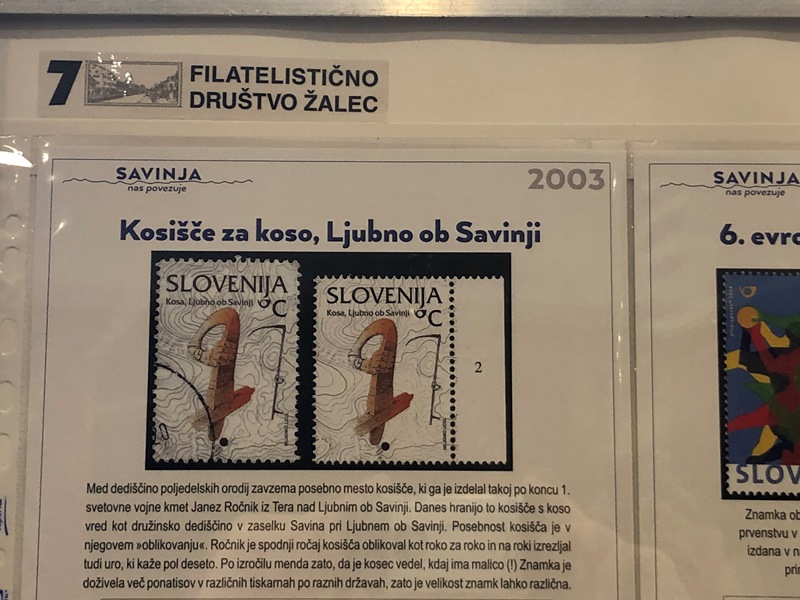 7
FILATELISTIČNO
DRUŠTVO ŽALEC
SAVINJA
nas povezuje
2003
Kosišče za koso, Ljubno ob Savinji
SLOVENIJA
Kosa, Ljubno ob Savinji
C
SLOVENIJA
Kosa, Ljubno ob Savinji
C
2
Med dediščino poljedelskih orodij zavzema posebno mesto kosišče, ki ga je izdelal takoj po koncu 1.
svetovne vojne kmet Janez Ročnik iz Tera nad Ljubnim ob Savinji. Danes hranijo to kosišče s koso
vred kot družinsko dediščino v zaselku Savina pri Ljubnem ob Savinji. Posebnost kosišča je v
njegovem »oblikovanju«. Ročnik je spodnji ročaj kosišča oblikoval kot roko za roko in na roki izrezljal
tudi uro, ki kaže pol deseto. Po izročilu menda zato, da je kosec vedel, kdaj ima malico (!) Znamka je
doživela več ponatisov v različnih tiskarnah po raznih državah, zato je velikost znamk lahko različna.
SAVINJA
nas povezuje
6. evro
SLOV
Znamka ob
prvenstvu v
izdana v n
prin